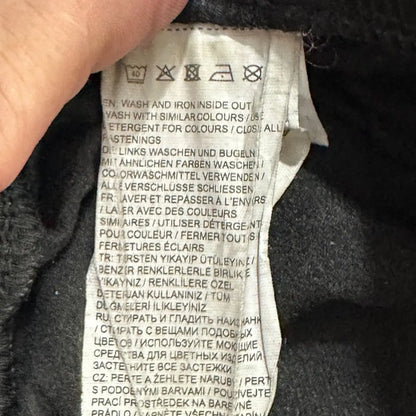 40
EN: WASH AND IRON INSIDE OUT
WASH WITH SIMILAR COLOURS / USE
DETERGENT FOR COLOURS / CLOSE ALL
FASTENINGS
DE: LINKS WASCHEN UND BUGELN /
MIT ÄHNLICHEN FARBEN WASCHEN /
COLORWASCHMITTEL VERWENDEN
/ ALLE VERSCHLÜSSE SCHLIESSEN
FR: LAVER ET REPASSER À L'ENVERS
/ LAVER AVEC DES COULEURS
SIMILAIRES / UTILISER DÉTERGENT
POUR COULEUR / FERMER TOUT
FERMETURES ÉCLAIRS
TR: TERSTEN YIKAYIP ÜTÜLEYİNİZ /
BENZER RENKLERLE BİRLİKTE
YIKAYINIZ / RENKLİLERE ÖZEL
DETERJAN KULLANINIZ / TÜM
DÜĞMELERİ VE FERMUARLARI
RU: СТИРАТЬ И ГЛАДИТЬ НАИЗНАНКУ
/ СТИРАТЬ С ВЕЩАМИ ПОДОБНЫХ
ЦВЕТОВ / ИСПОЛЬЗУЙТЕ МОЮЩИЕ
СРЕДСТВА ДЛЯ ЦВЕТНЫХ ИЗДЕЛИЙ
ЗАСТЕГНИТЕ ВСЕ ЗАСТЕЖКИ
CZ: PERTE A ŽEHLETE NARUBY / PERTE
S PODOBNÝMI BARVAMI / POUŽIJTE
PRACÍ PROSTŘEDEK NA BAREVNÉ
PRÁDLO / ZAPNĚTE VŠECHNY